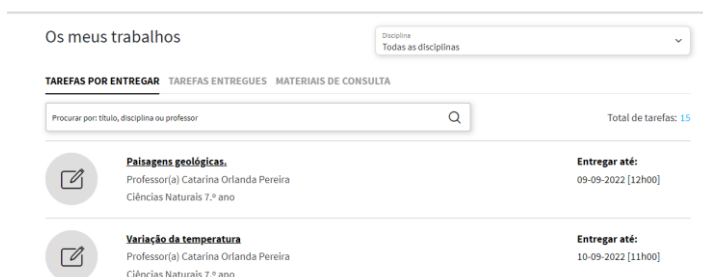 Os meus trabalhos
Disciplina
Todas as disciplinas
TAREFAS POR ENTREGAR TAREFAS ENTREGUES MATERIAIS DE CONSULTA
Procurar por: título, disciplina ou professor
Total de tarefas: 15
Paisagens geológicas.
Entregar até:
Professor(a) Catarina Orlanda Pereira
09-09-2022 [12h00]
Ciências Naturais 7.º ano
Variação da temperatura
Entregar até:
Professor(a) Catarina Orlanda Pereira
10-09-2022 [11h00]
Ciências Naturais 7.º ano